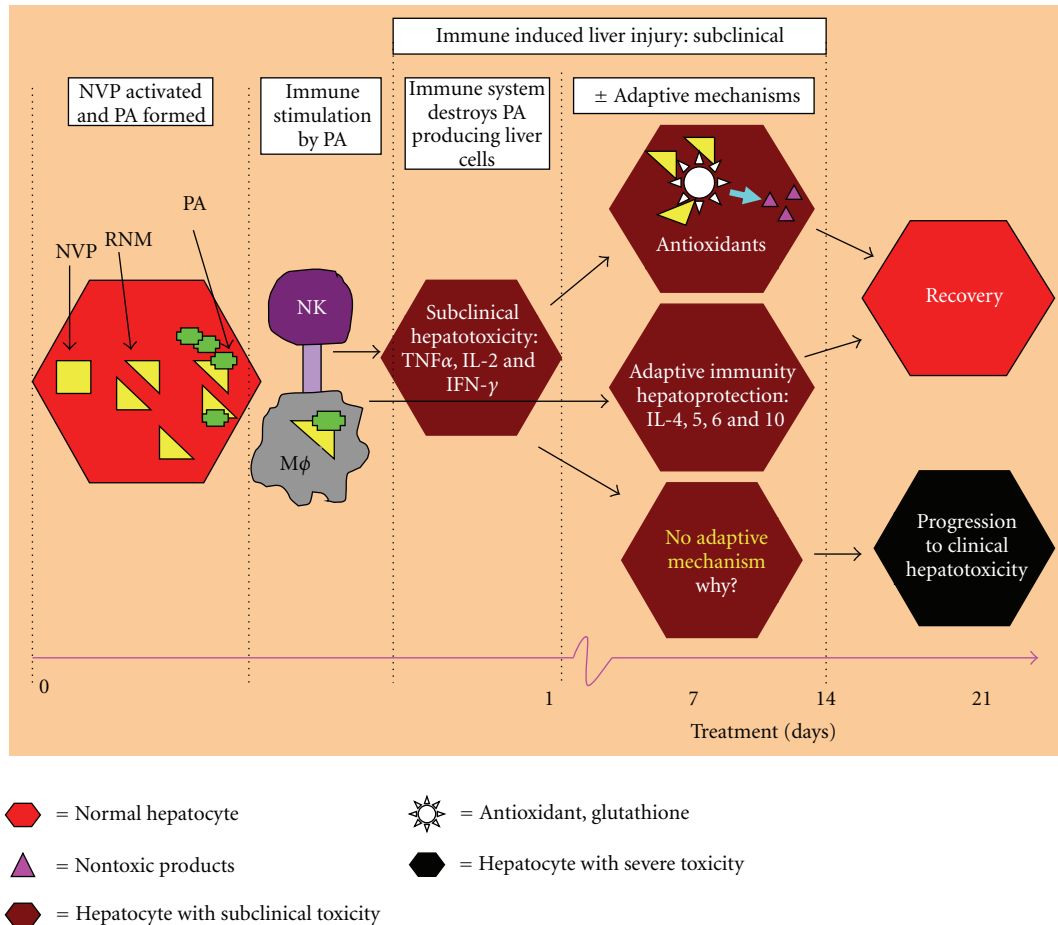 Immune induced liver injury: subclinical
NVP activated
and PA formed
Immune
stimulation
by PA
Immune system
destroys PA
producing liver
cells
± Adaptive mechanisms
NVP
RNM
PA
NK
Mϕ
Subclinical
hepatotoxicity:
TNFα, IL-2 and
IFN-γ
Antioxidants
Adaptive immunity
hepatoprotection:
IL-4, 5, 6 and 10
No adaptive
mechanism
why?
Recovery
Progression
to clinical
hepatotoxicity
0
1
7
14
21
Treatment (days)
= Normal hepatocyte
= Nontoxic products
= Hepatocyte with subclinical toxicity
= Antioxidant, glutathione
= Hepatocyte with severe toxicity